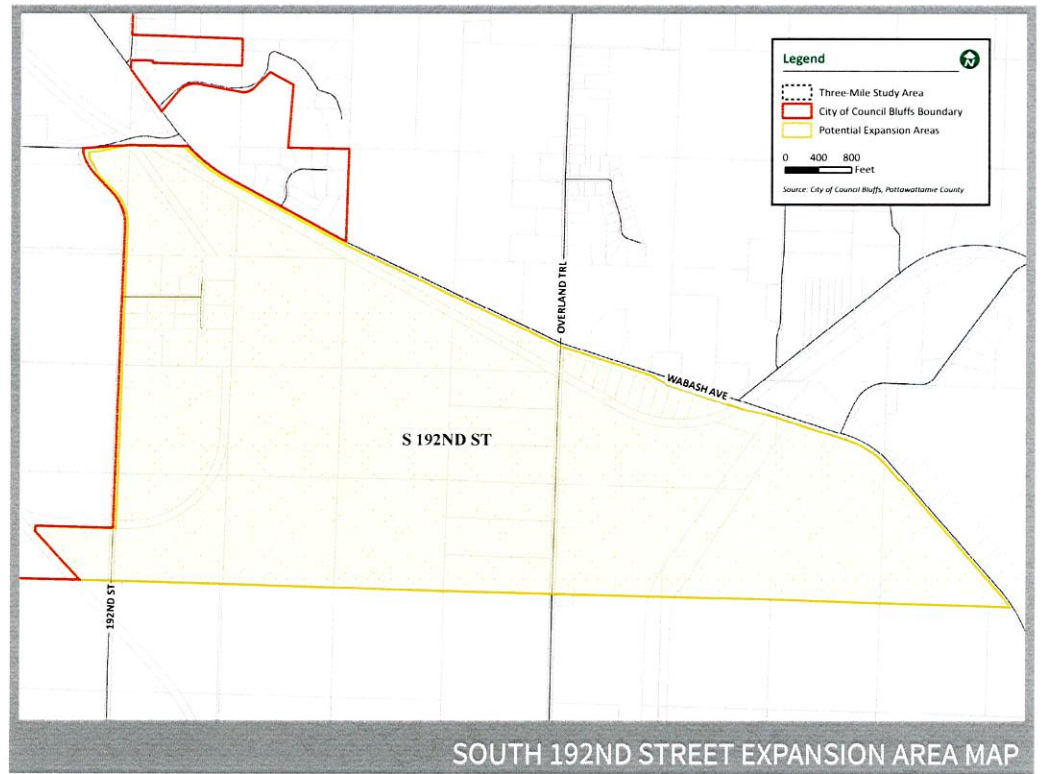 Legend
N
Three-Mile Study Area
City of Council Bluffs Boundary
Potential Expansion Areas
0 400 800
Feet
Source: City of Council Bluffs, Pottawattamie County
OVERLAND TRL
WABASH AVE
S 192ND ST
192ND ST
SOUTH 192ND STREET EXPANSION AREA MAP